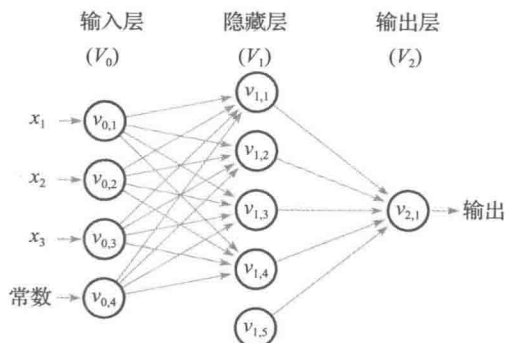 输入层 隐藏层 输出层
(V0) (V1) (V2)
v1,1
x1 v0,1
v1,2
x2 v0,2
v1,3 v2,1 输出
x3 v0,3
v1,4
常数 v0,4
v1,5